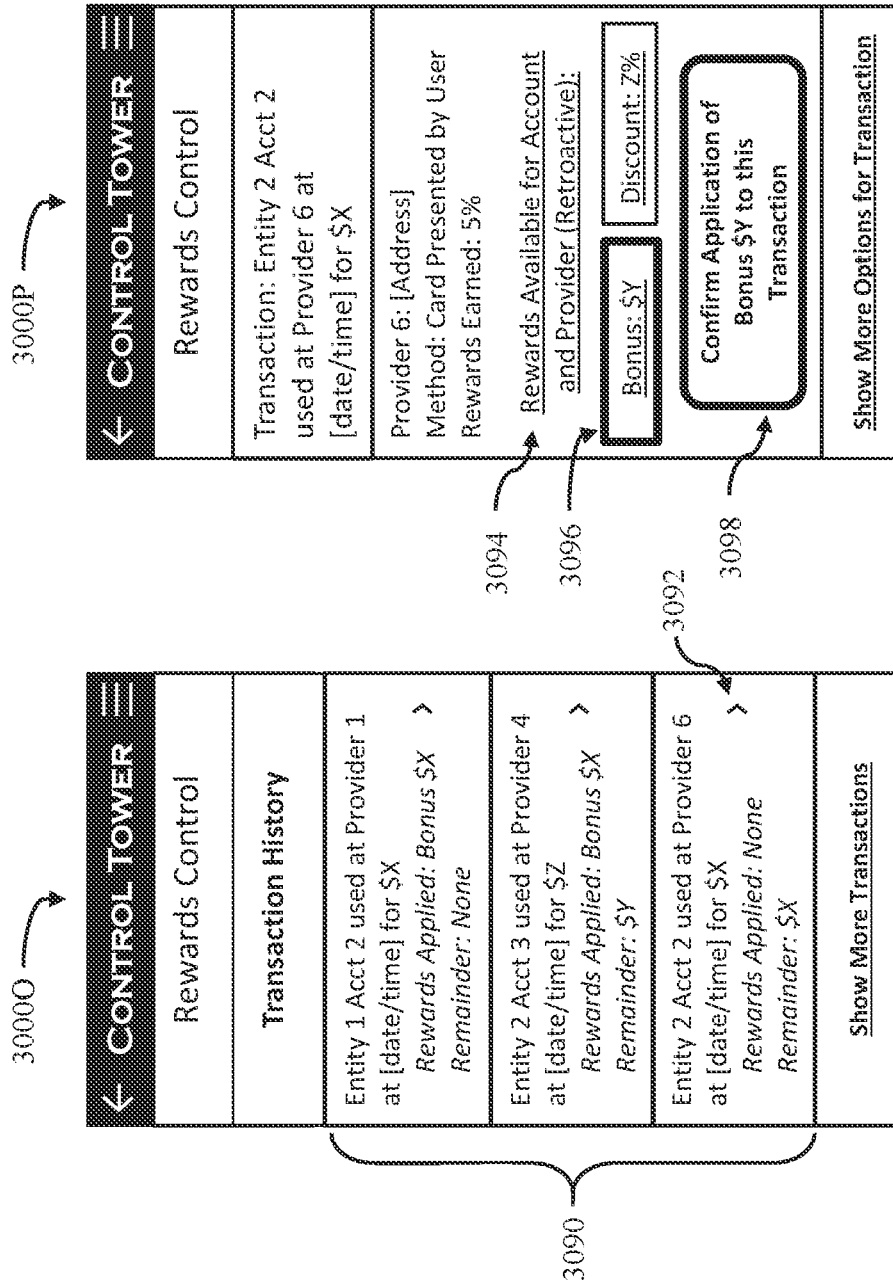 3000O
← CONTROL TOWER
Rewards Control
Transaction History
Entity 1 Acct 2 used at Provider 1
at [date/time] for $X
Rewards Applied: Bonus $X >
Remainder: None
Entity 2 Acct 3 used at Provider 4
at [date/time] for $Z
Rewards Applied: Bonus $X >
Remainder: $Y
Entity 2 Acct 2 used at Provider 6
at [date/time] for $X
Rewards Applied: None >
Remainder: $X
Show More Transactions
3090
3092
3000P
← CONTROL TOWER
Rewards Control
Transaction: Entity 2 Acct 2
used at Provider 6 at
[date/time] for $X
Provider 6: [Address]
Method: Card Presented by User
Rewards Earned: 5%
Rewards Available for Account
and Provider (Retroactive):
Bonus: $Y
Discount: Z%
Confirm Application of
Bonus $Y to this
Transaction
Show More Options for Transaction
3094
3096
3098